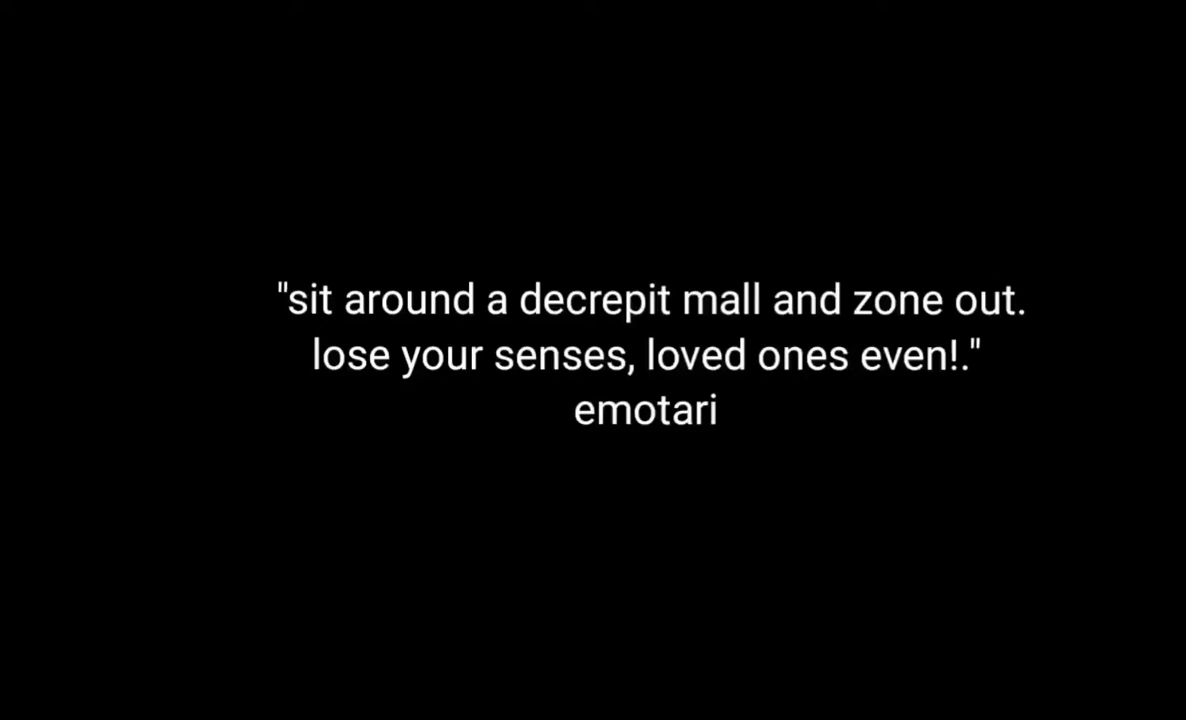 "sit around a decrepit mall and zone out.
lose your senses, loved ones even!."
emotari